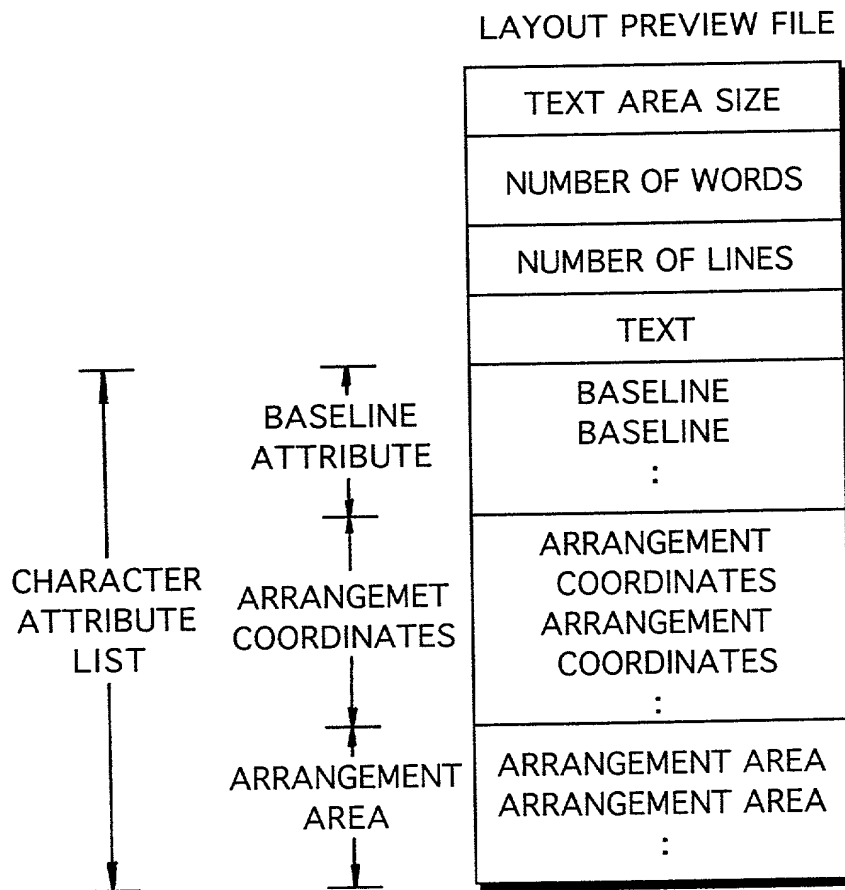 LAYOUT PREVIEW FILE
TEXT AREA SIZE
NUMBER OF WORDS
NUMBER OF LINES
TEXT
CHARACTER
ATTRIBUTE
LIST
BASELINE
ATTRIBUTE
BASELINE
BASELINE
:
ARRANGEMET
COORDINATES
ARRANGEMENT
COORDINATES
ARRANGEMENT
COORDINATES
:
ARRANGEMENT
AREA
ARRANGEMENT AREA
ARRANGEMENT AREA
: